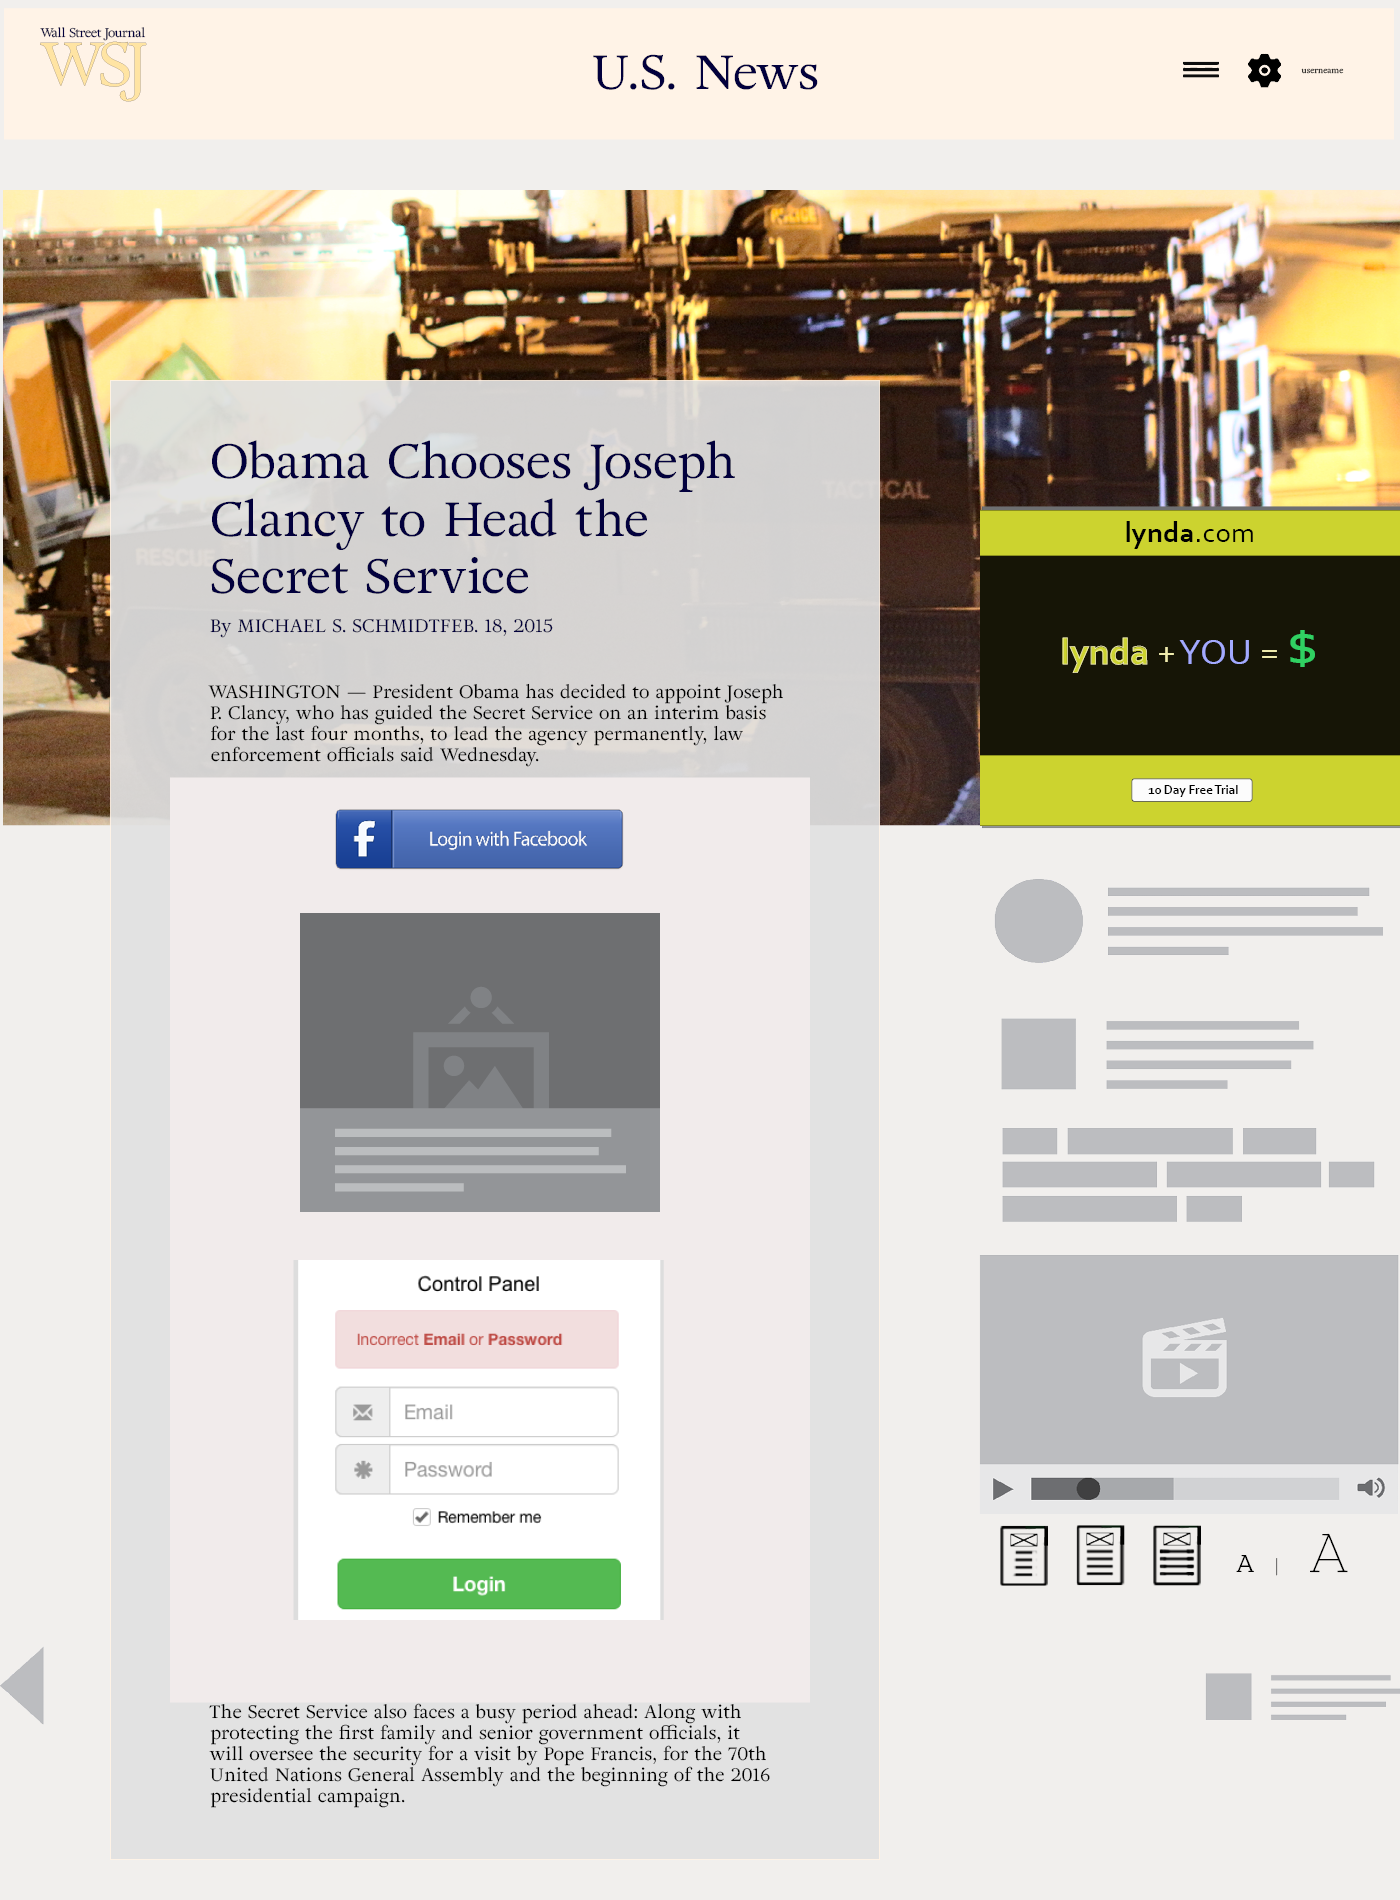 Wall Street Journal
WSJ
U.S. News
userneame
POLICE
Obama Chooses Joseph
Clancy to Head the
Secret Service
By MICHAEL S. SCHMIDTFEB. 18, 2015
TACTICAL
RESCUE
WASHINGTON — President Obama has decided to appoint Joseph
P. Clancy, who has guided the Secret Service on an interim basis
for the last four months, to lead the agency permanently, law
enforcement officials said Wednesday.
lynda.com
lynda + YOU = $
10 Day Free Trial
f Login with Facebook
Control Panel
Incorrect Email or Password
Email
Password
Remember me
Login
A | A
The Secret Service also faces a busy period ahead: Along with
protecting the first family and senior government officials, it
will oversee the security for a visit by Pope Francis, for the 70th
United Nations General Assembly and the beginning of the 2016
presidential campaign.